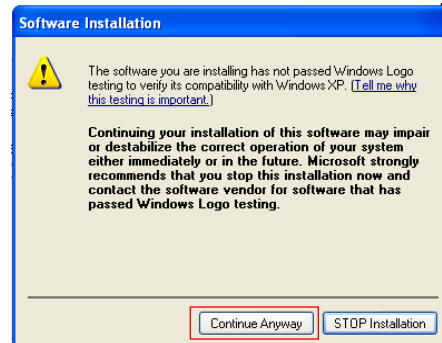 Software Installation
The software you are installing has not passed Windows Logo
testing to verify its compatibility with Windows XP. (Tell me why
this testing is important.)
Continuing your installation of this software may impair
or destabilize the correct operation of your system
either immediately or in the future. Microsoft strongly
recommends that you stop this installation now and
contact the software vendor for software that has
passed Windows Logo testing.
Continue Anyway
STOP Installation